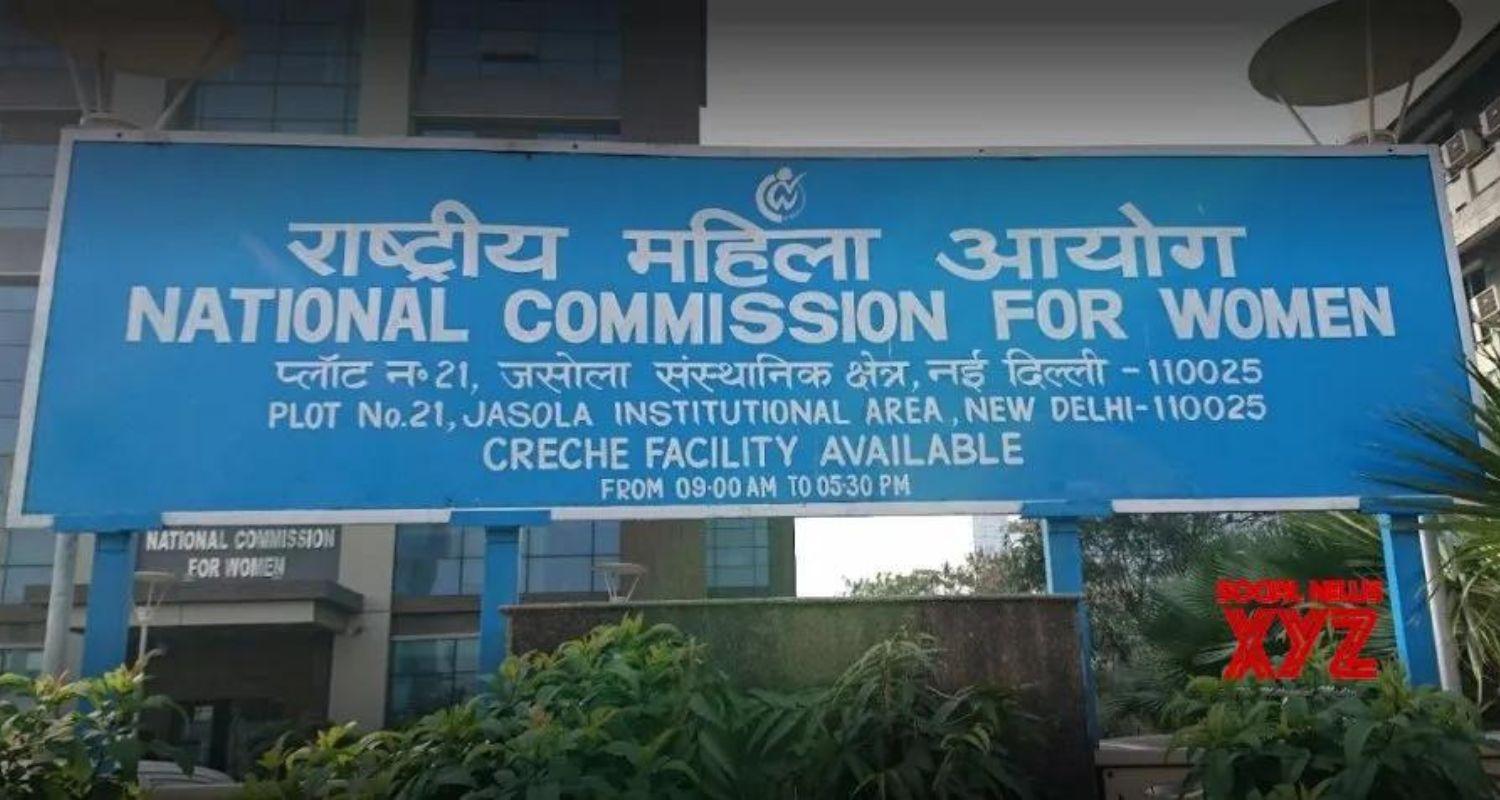 राष्ट्रीय महिला आयोग
NATIONAL COMMISSION FOR WOMEN
प्लॉट न॰ 21, जसोला संस्थानिक क्षेत्र, नई दिल्ली - 110025
PLOT No.21, JASOLA INSTITUTIONAL AREA, NEW DELHI-110025
CRECHE FACILITY AVAILABLE
FROM 09·00 AM TO 05·30 PM
NATIONAL COMMISSION
FOR WOMEN
SOCIAL NEWS
XYZ